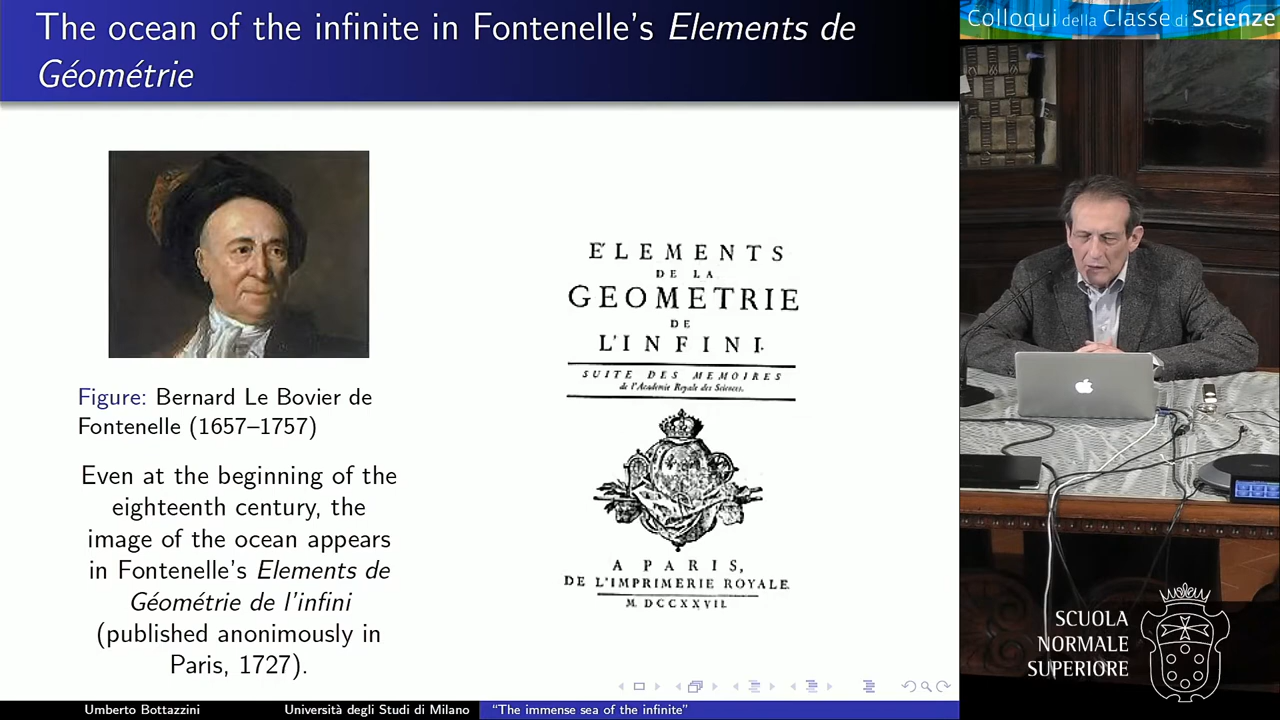 The ocean of the infinite in Fontenelle's Elements de
Géométrie
Figure: Bernard Le Bovier de
Fontenelle (1657–1757)
Even at the beginning of the
eighteenth century, the
image of the ocean appears
in Fontenelle's Elements de
Géométrie de l'infini
(published anonimously in
Paris, 1727).
ELEMENTS
DE LA
GEOMETRIE
DE
L'INFINI.
SUITE DES MEMOIRES
de l'Academie Royale des Sciences.
A PARIS,
DE L'IMPRIMERIE ROYALE.
M. DCCXXVII.
Umberto Bottazzini
Università degli Studi di Milano
"The immense sea of the infinite"
Colloqui della Classe di Scienze
SCUOLA
NORMALE
SUPERIORE